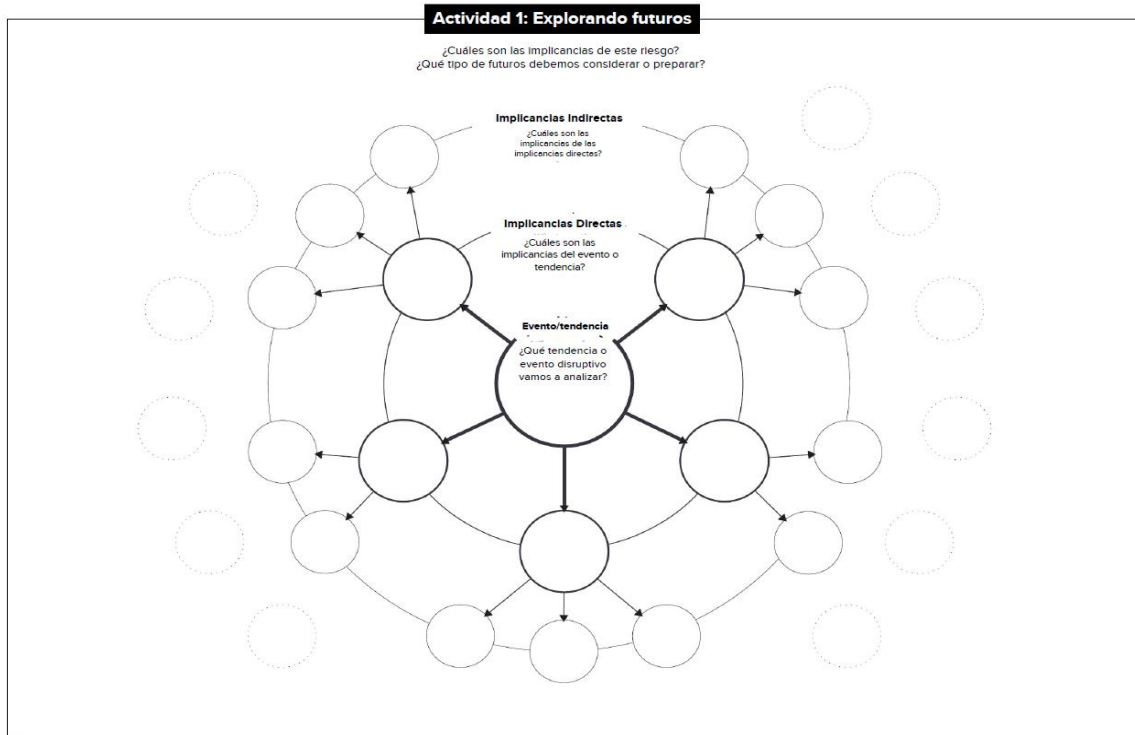 Actividad 1: Explorando futuros
¿Cuáles son las implicancias de este riesgo?
¿Qué tipo de futuros debemos considerar o preparar?
Implicancias Indirectas
¿Cuáles son las
implicancias de las
implicancias directas?
Implicancias Directas
¿Cuáles son las
implicancias del evento o
tendencia?
Evento/tendencia
¿Qué tendencia o
evento disruptivo
vamos a analizar?